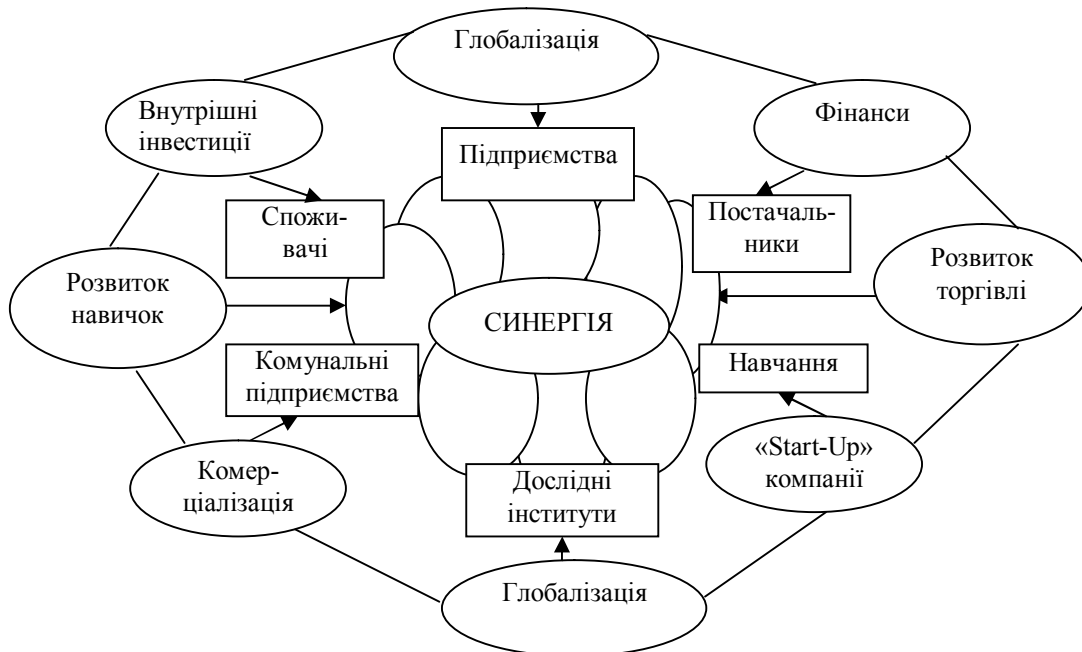 Глобалізація
Внутрішні
інвестиції
Фінанси
Підприємства
Спожи-
вачі
Постачаль-
ники
Розвиток
навичок
СИНЕРГІЯ
Розвиток
торгівлі
Комунальні
підприємства
Навчання
Комер-
ціалізація
«Start-Up»
компанії
Дослідні
інститути
Глобалізація